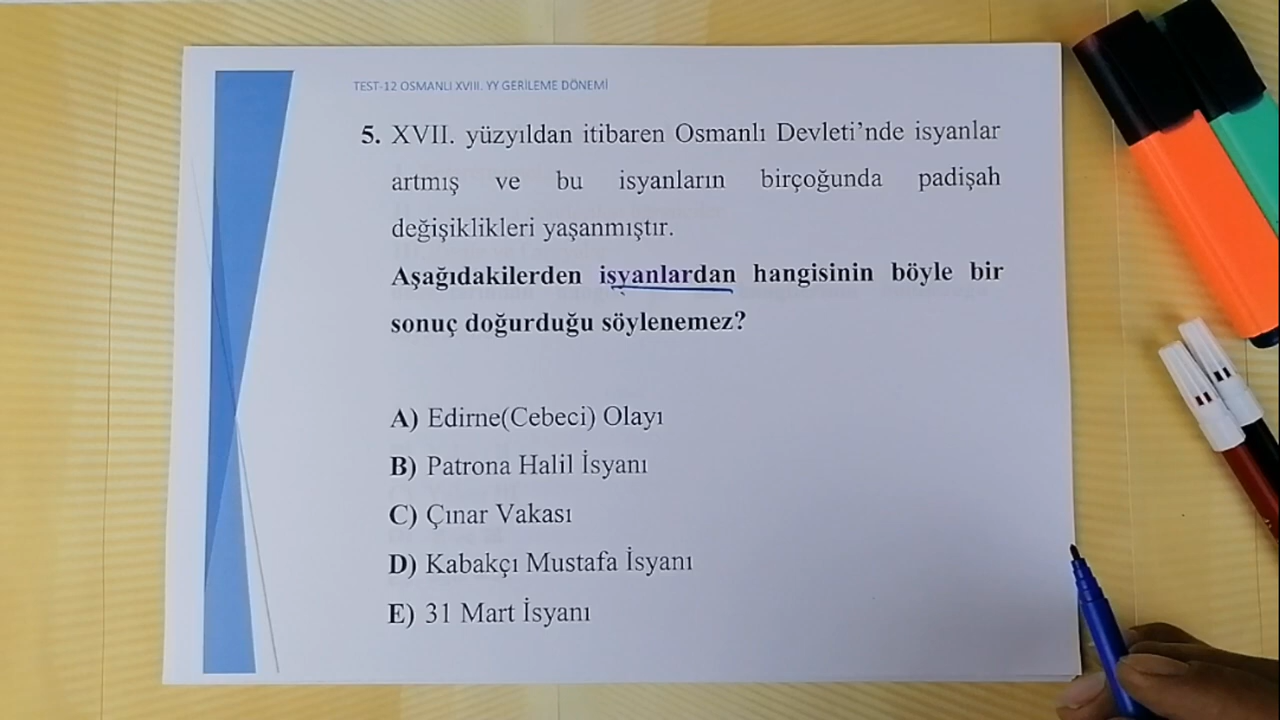 TEST-12 OSMANLI XVIII. YY GERİLEME DÖNEMİ
5. XVII. yüzyıldan itibaren Osmanlı Devleti’nde isyanlar
artmış ve bu isyanların birçoğunda padişah
değişiklikleri yaşanmıştır.
Aşağıdakilerden isyanlardan hangisinin böyle bir
sonuç doğurduğu söylenemez?
A) Edirne(Cebeci) Olayı
B) Patrona Halil İsyanı
C) Çınar Vakası
D) Kabakçı Mustafa İsyanı
E) 31 Mart İsyanı